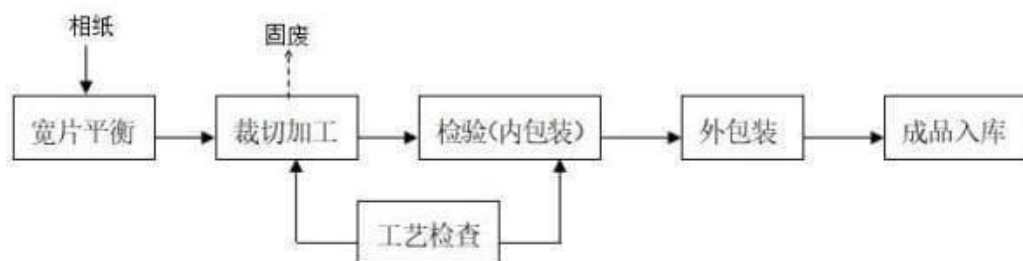 相纸
固废
宽片平衡
裁切加工
检验(内包装)
外包装
成品入库
工艺检查